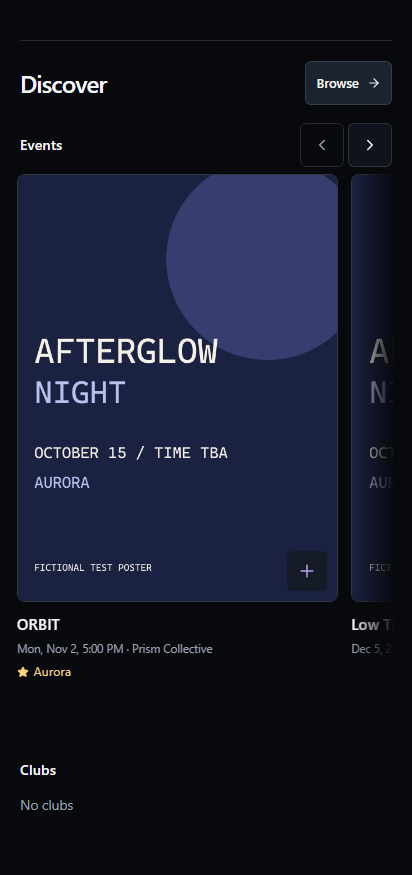 Discover
Browse
Events
AFTERGLOW
NIGHT
OCTOBER 15 / TIME TBA
AURORA
FICTIONAL TEST POSTER
ORBIT
Mon, Nov 2, 5:00 PM · Prism Collective
Aurora
Low
Dec 5,
Clubs
No clubs